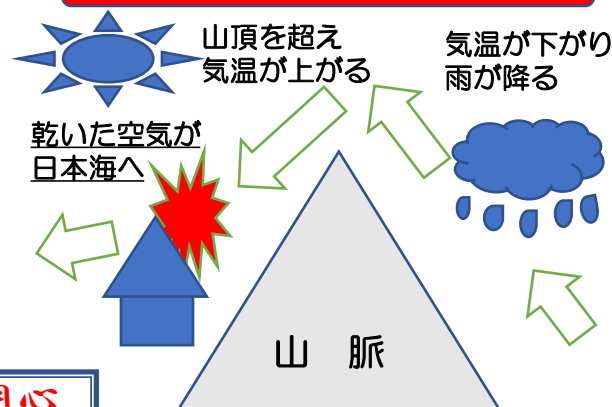 山頂を超え
気温が上がる
気温が下がり
雨が降る
乾いた空気が
日本海へ
山 脈